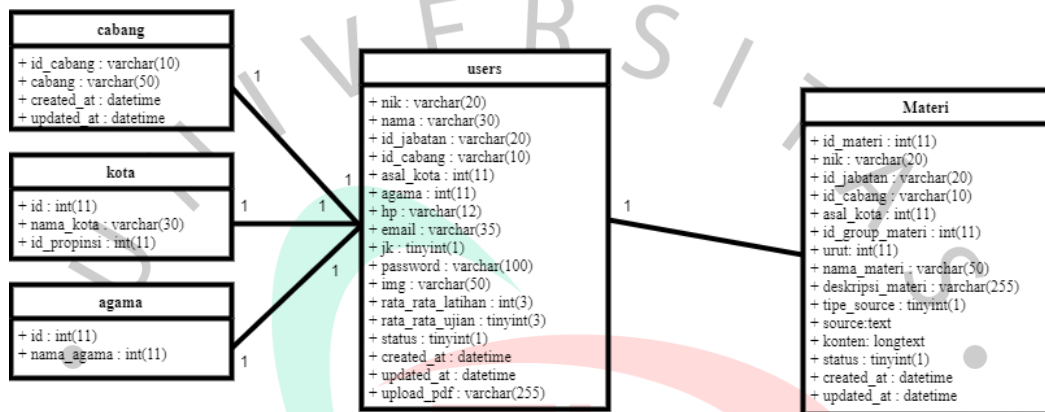 UNIVERSITAS
cabang
+ id_cabang : varchar(10)
+ cabang : varchar(50)
+ created_at : datetime
+ updated_at : datetime
kota
+ id : int(11)
+ nama_kota : varchar(30)
+ id_propinsi : int(11)
agama
+ id : int(11)
+ nama_agama : int(11)
1
1
1
1
1
1
users
+ nik : varchar(20)
+ nama : varchar(30)
+ id_jabatan : varchar(20)
+ id_cabang : varchar(10)
+ asal_kota : int(11)
+ agama : int(11)
+ hp : varchar(12)
+ email : varchar(35)
+ jk : tinyint(1)
+ password : varchar(100)
+ img : varchar(50)
+ rata_rata_latihan : int(3)
+ rata_rata_ujian : tinyint(3)
+ status : tinyint(1)
+ created_at : datetime
+ updated_at : datetime
+ upload_pdf : varchar(255)
1
Materi
+ id_materi : int(11)
+ nik : varchar(20)
+ id_jabatan : varchar(20)
+ id_cabang : varchar(10)
+ asal_kota : int(11)
+ id_group_materi : int(11)
+ urut: int(11)
+ nama_materi : varchar(50)
+ deskripsi_materi : varchar(255)
+ tipe_source : tinyint(1)
+ source:text
+ konten: longtext
+ status : tinyint(1)
+ created_at : datetime
+ updated_at : datetime